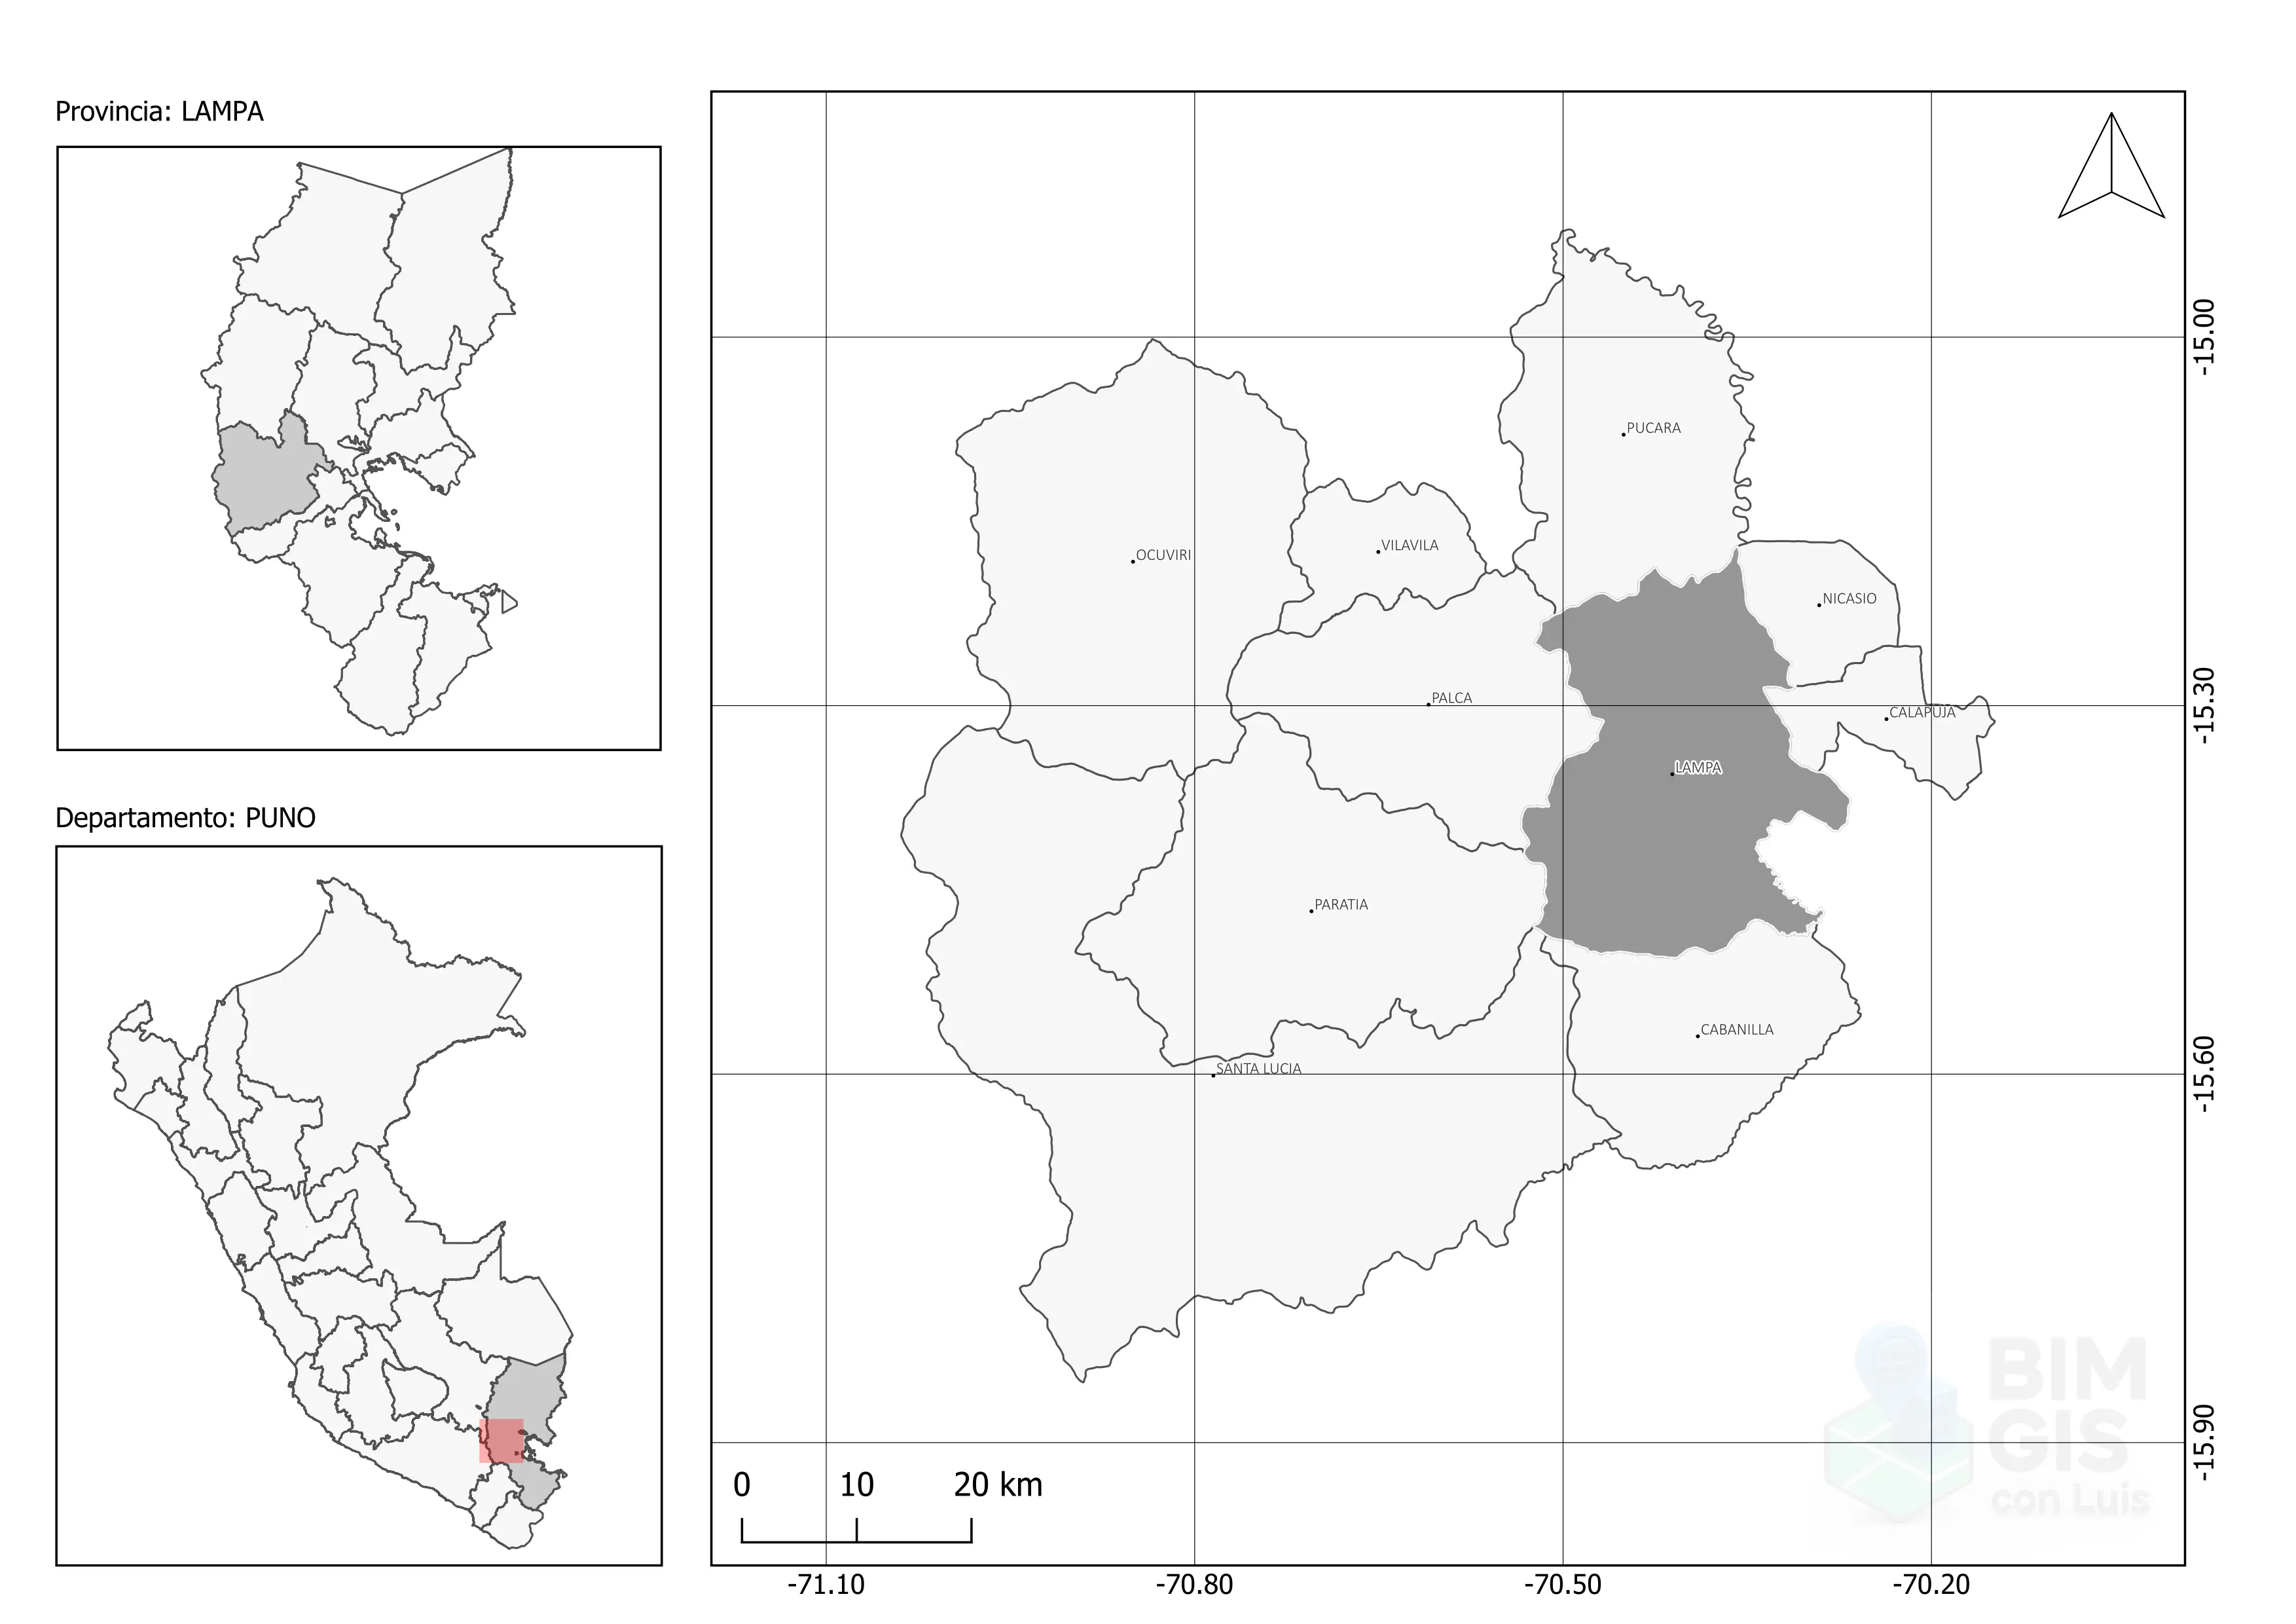 Provincia: LAMPA
Departamento: PUNO
PUCARA
OCUVIRI
VILAVILA
NICASIO
PALCA
CALAPUJA
LAMPA
PARATIA
CABANILLA
SANTA LUCIA
-15.00
-15.30
-15.60
-15.90
0 10 20 km
-71.10 -70.80 -70.50 -70.20
BIM
GIS
con Luis